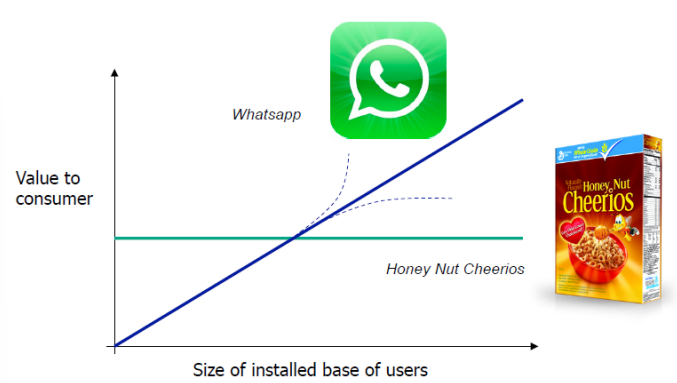 Whatsapp
Value to
consumer
Honey Nut
Cheerios
Honey Nut Cheerios
Size of installed base of users